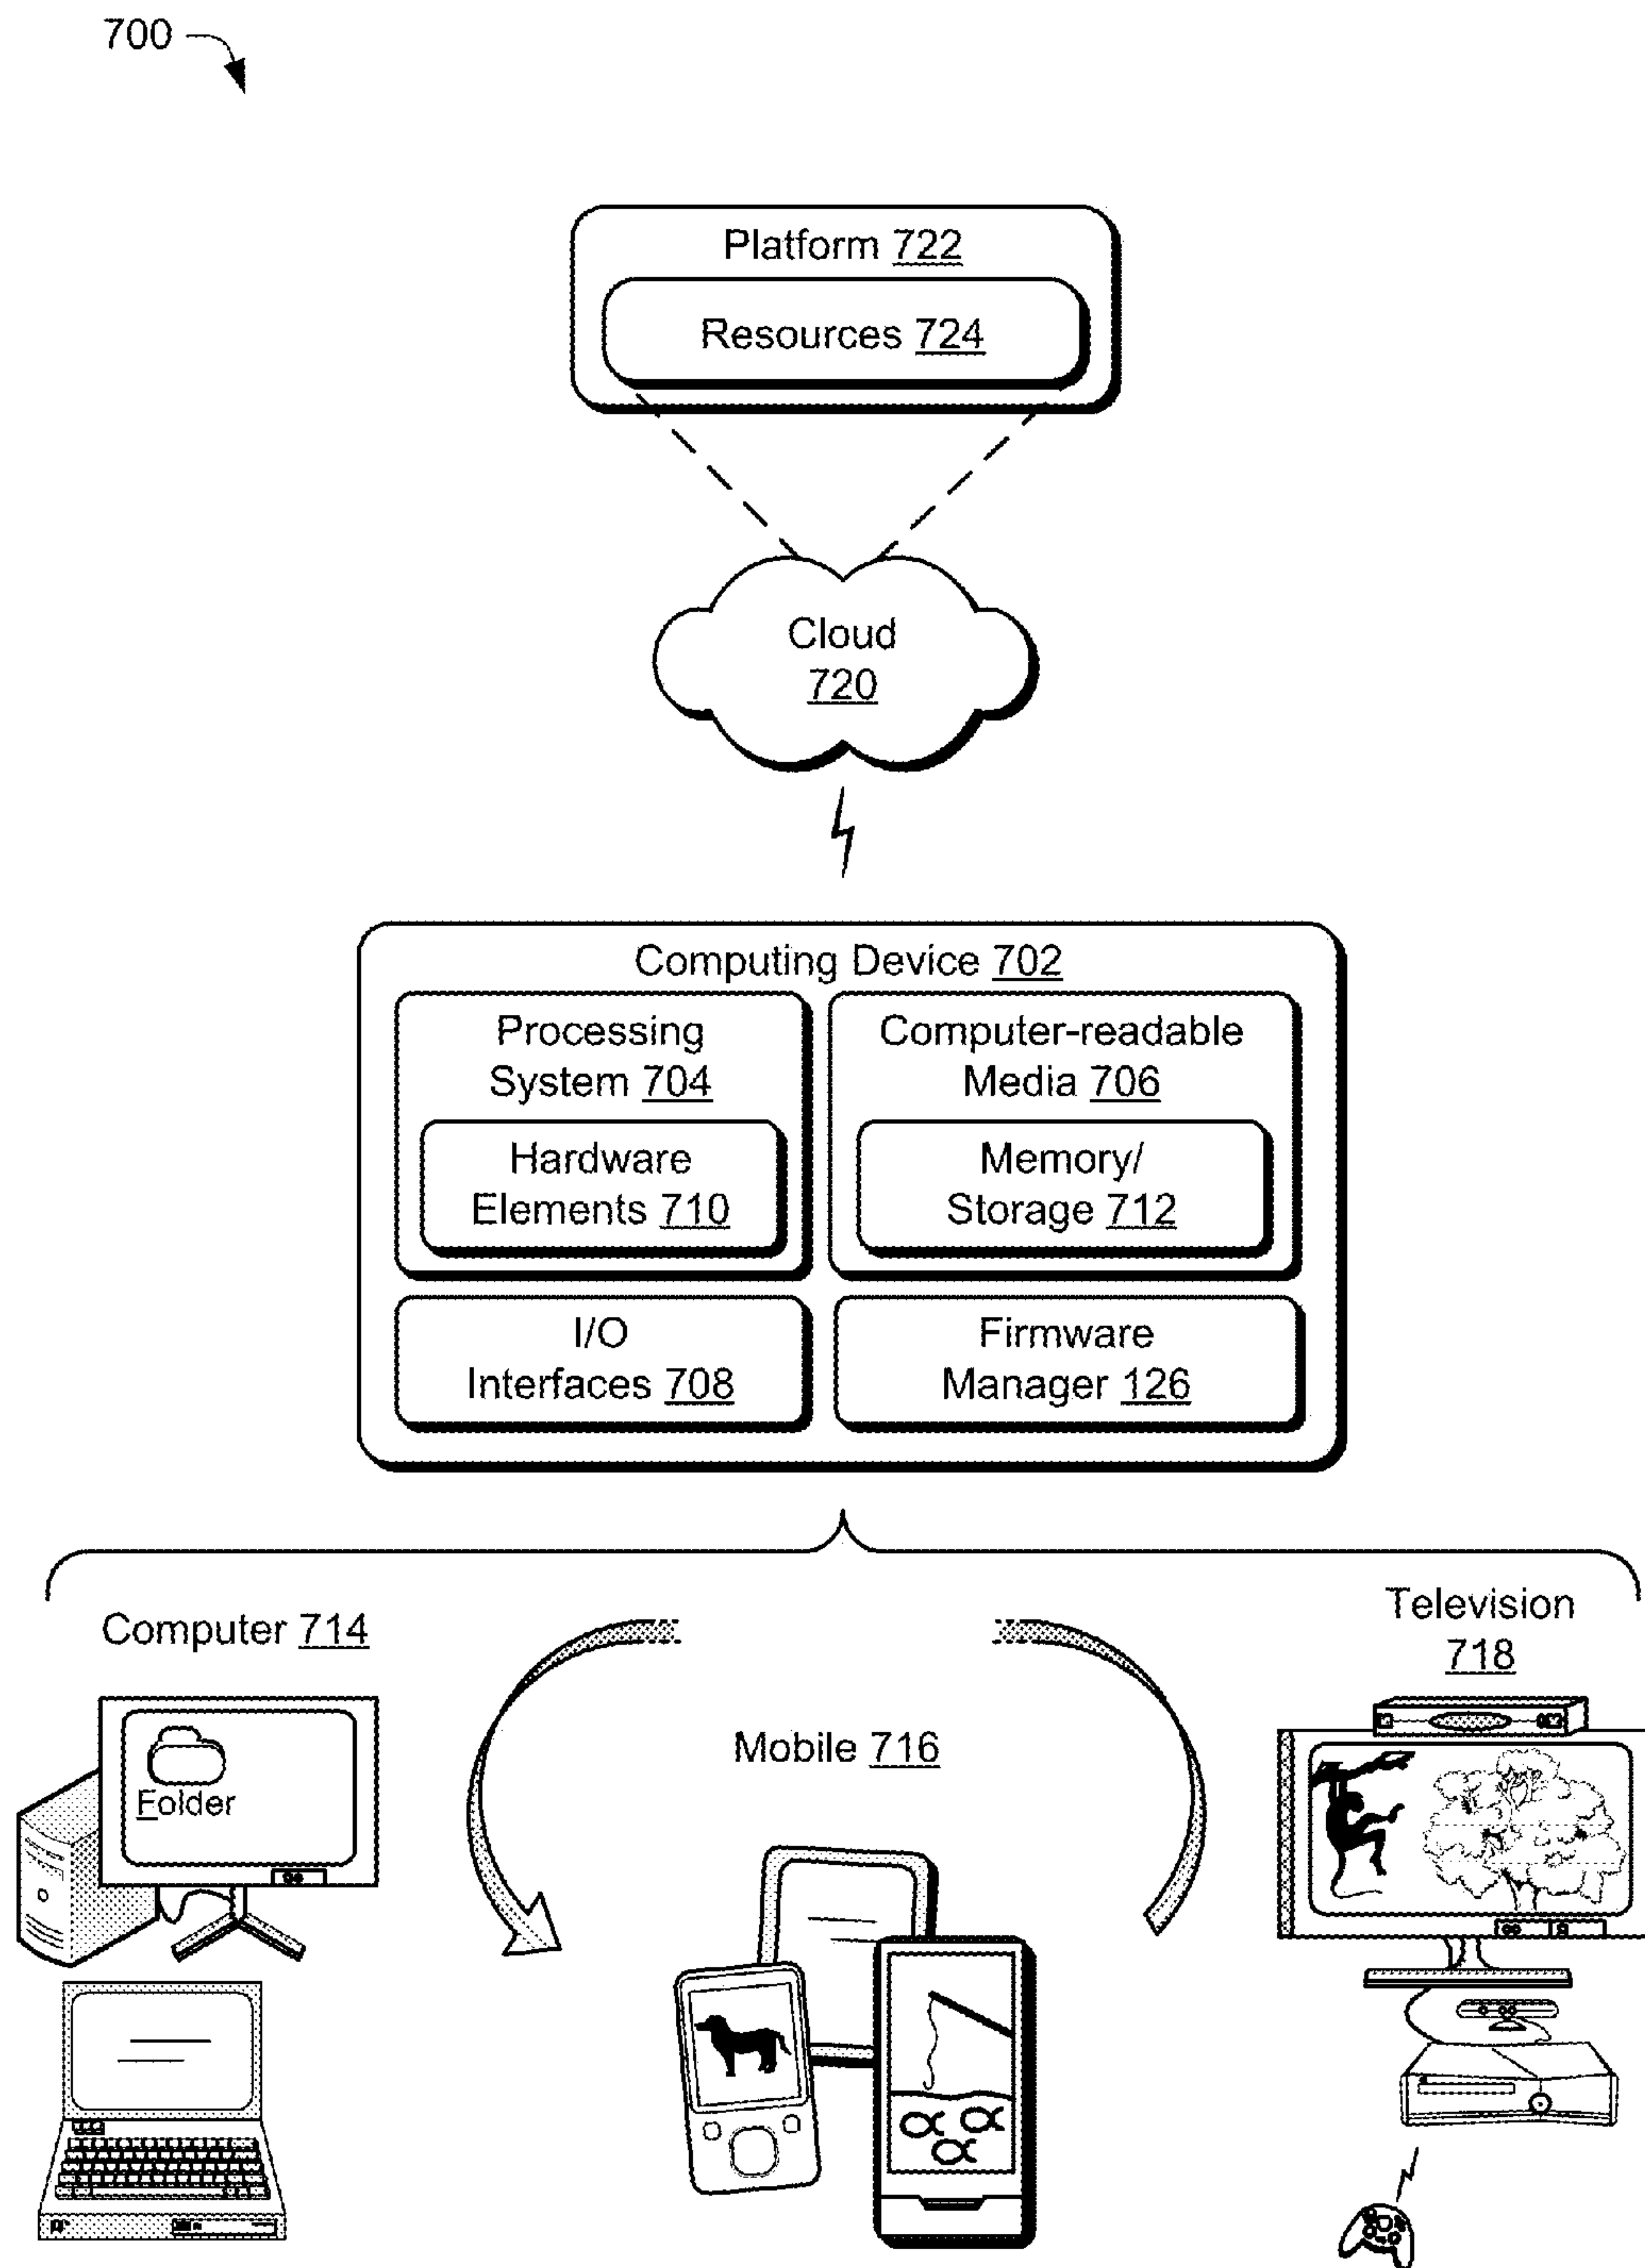 700
Platform 722
Resources 724
Cloud
720
Computing Device 702
Processing
System 704
Hardware
Elements 710
Computer-readable
Media 706
Memory/
Storage 712
I/O
Interfaces 708
Firmware
Manager 126
Computer 714
Folder
Mobile 716
Television
718